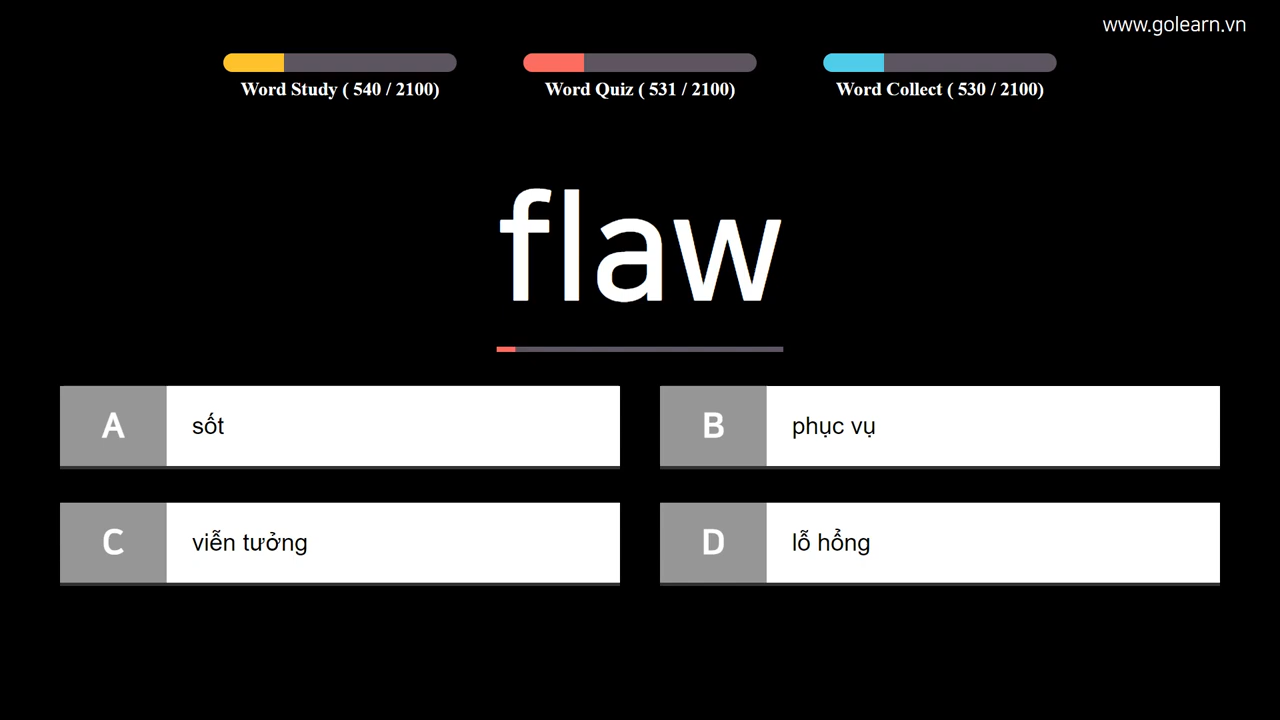 www.golearn.vn
Word Study ( 540 / 2100)
Word Quiz ( 531 / 2100)
Word Collect ( 530 / 2100)
flaw
A sốt
B phục vụ
C viễn tưởng
D lỗ hổng